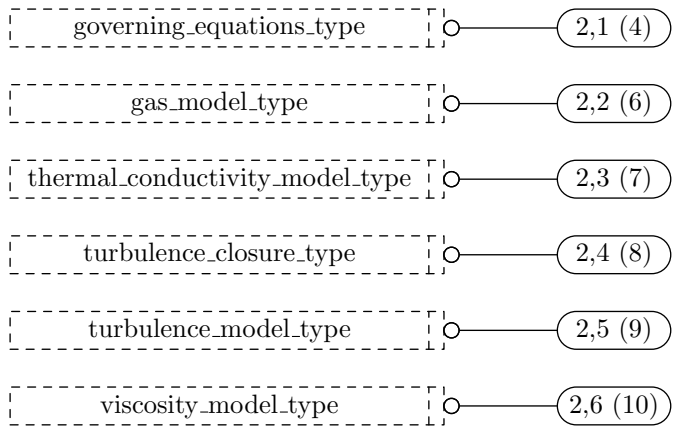 governing_equations_type 2,1 (4)
gas_model_type 2,2 (6)
thermal_conductivity_model_type 2,3 (7)
turbulence_closure_type 2,4 (8)
turbulence_model_type 2,5 (9)
viscosity_model_type 2,6 (10)